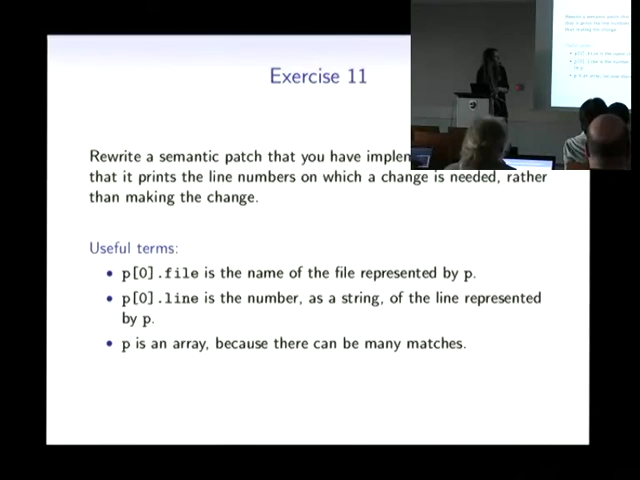 Exercise 11
Rewrite a semantic patch that you have implem
that it prints the line numbers on which a change is needed, rather
than making the change.
Useful terms:
• p[0].file is the name of the file represented by p.
• p[0].line is the number, as a string, of the line represented
by p.
• p is an array, because there can be many matches.